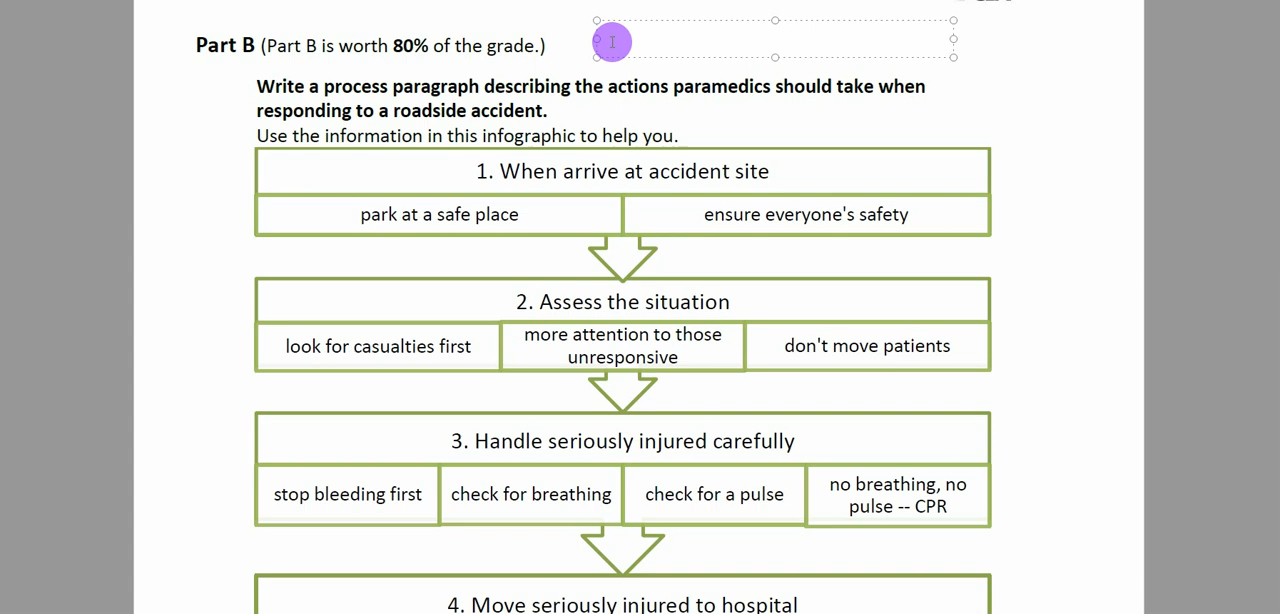 Part B (Part B is worth 80% of the grade.)
Write a process paragraph describing the actions paramedics should take when
responding to a roadside accident.
Use the information in this infographic to help you.
1. When arrive at accident site
park at a safe place
ensure everyone's safety
2. Assess the situation
look for casualties first
more attention to those
unresponsive
don't move patients
3. Handle seriously injured carefully
stop bleeding first
check for breathing
check for a pulse
no breathing, no
pulse -- CPR
4. Move seriously injured to hospital